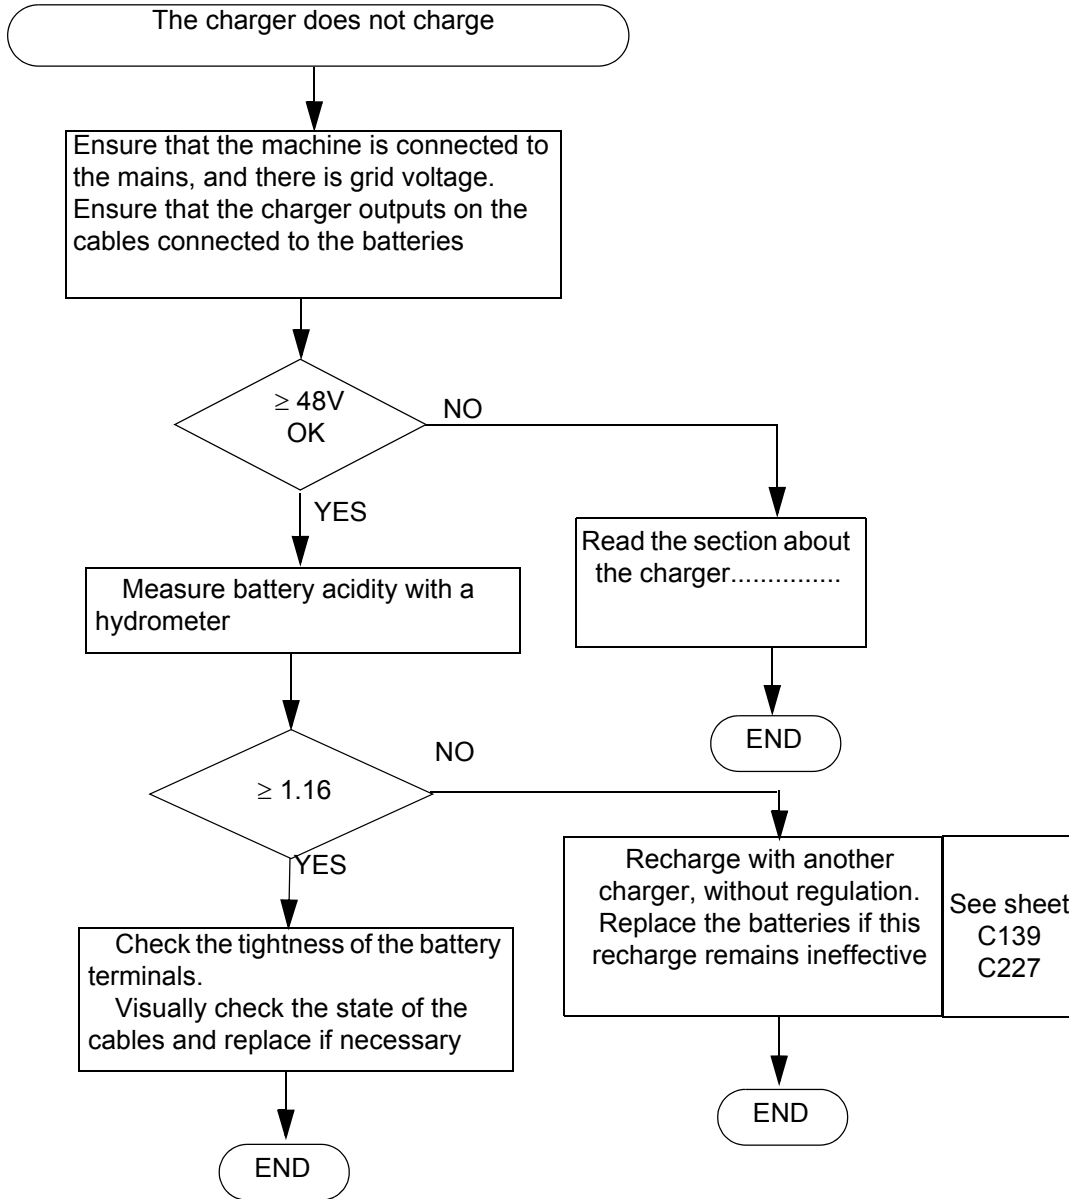 The charger does not charge
Ensure that the machine is connected to
the mains, and there is grid voltage.
Ensure that the charger outputs on the
cables connected to the batteries
≥ 48V
OK
NO
YES
Read the section about
the charger...............
Measure battery acidity with a
hydrometer
END
NO
≥ 1.16
YES
Recharge with another
charger, without regulation.
Replace the batteries if this
recharge remains ineffective
See sheet
C139
C227
Check the tightness of the battery
terminals.
Visually check the state of the
cables and replace if necessary
END
END